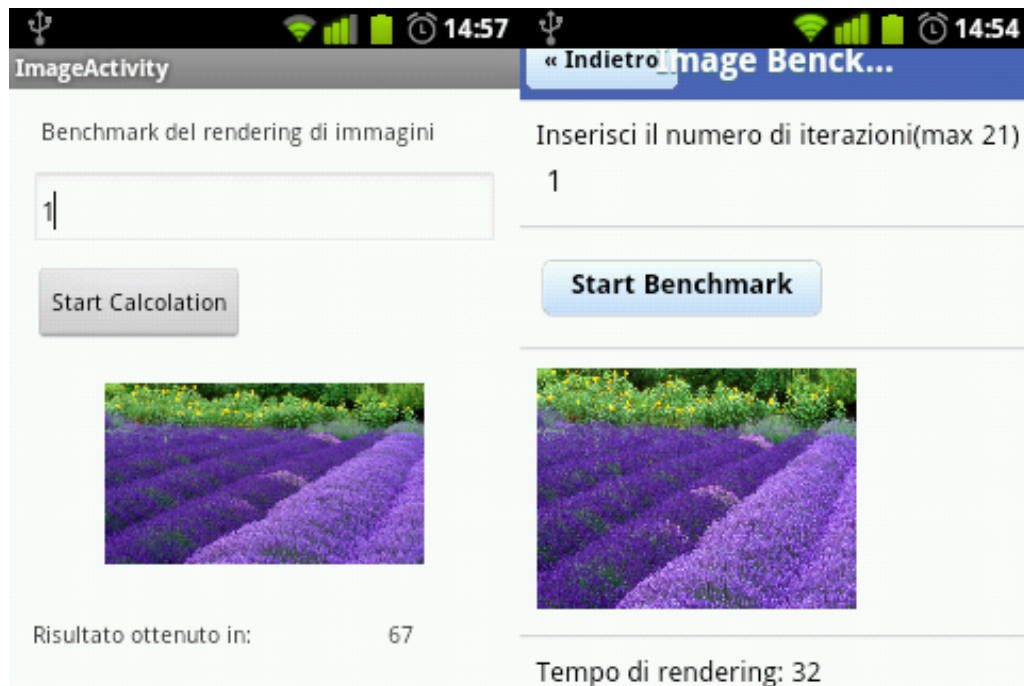 14:57
ImageActivity
Benchmark del rendering di immagini
1
Start Calcolation
Risultato ottenuto in: 67
14:54
« Indietro
Image Benck...
Inserisci il numero di iterazioni(max 21)
1
Start Benchmark
Tempo di rendering: 32